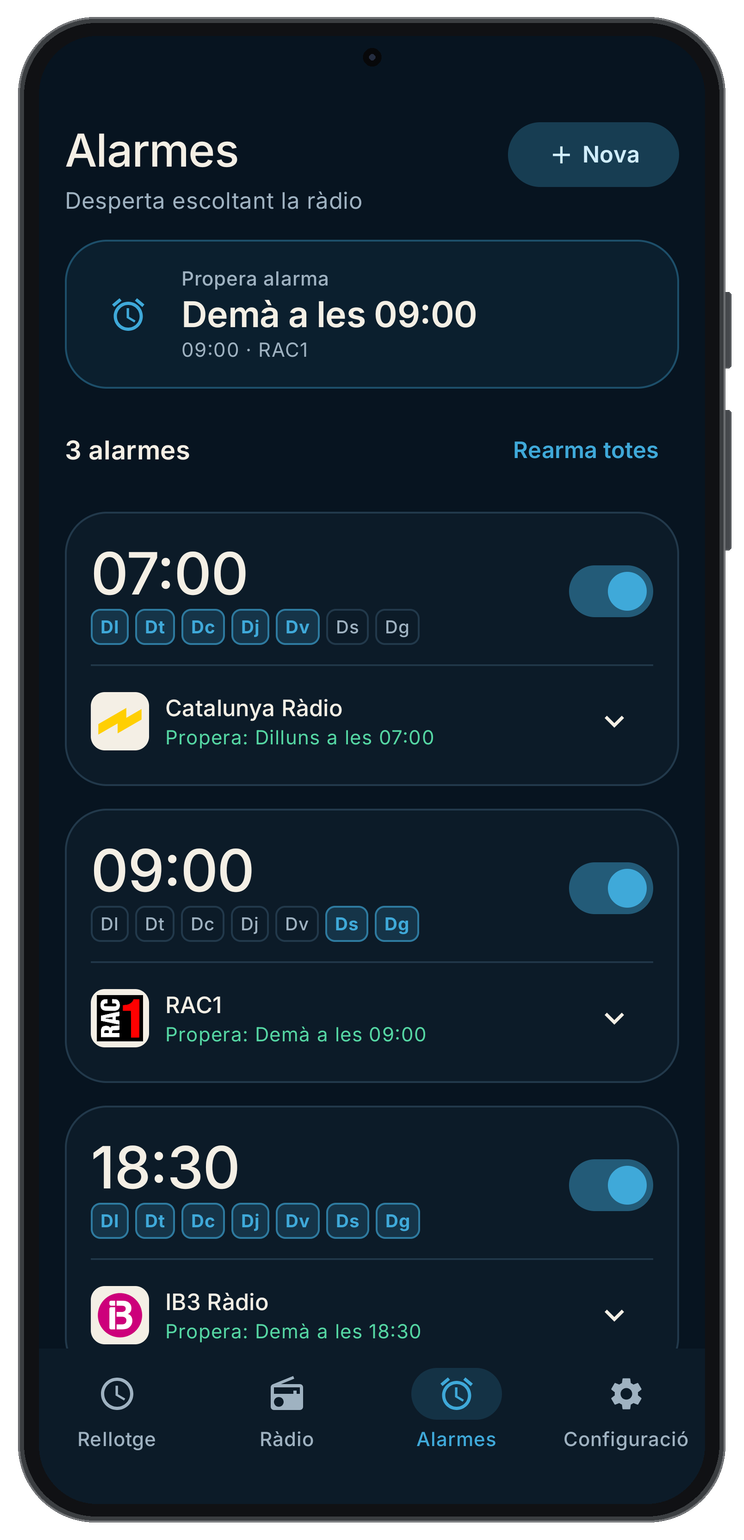 Alarmes
+ Nova
Desperta escoltant la ràdio
Propera alarma
Demà a les 09:00
09:00 · RAC1
3 alarmes
Rearma totes
07:00
Dl Dt Dc Dj Dv Ds Dg
Catalunya Ràdio
Propera: Dilluns a les 07:00
09:00
Dl Dt Dc Dj Dv Ds Dg
RAC1
RAC1
Propera: Demà a les 09:00
18:30
Dl Dt Dc Dj Dv Ds Dg
iB3
IB3 Ràdio
Propera: Demà a les 18:30
Rellotge
Ràdio
Alarmes
Configuració